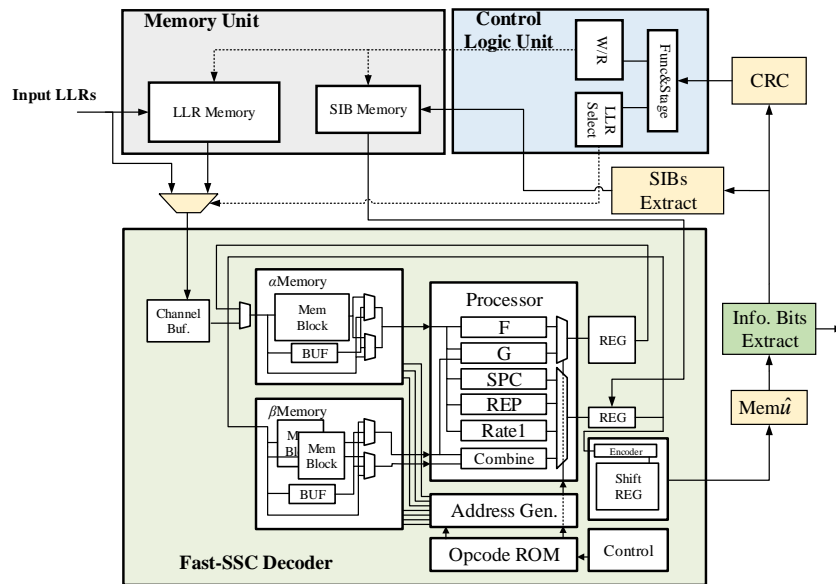 Memory Unit
Control
Logic Unit
W/R
Func&Stage
LLR
Select
CRC
Input LLRs
LLR Memory
SIB Memory
SIBs
Extract
αMemory
Mem
Block
BUF
Channel
Buf.
Processor
F
G
SPC
REP
Rate1
Combine
REG
REG
Info. Bits
Extract
Memû
βMemory
Mem
Block
BUF
Encoder
Shift
REG
Address Gen.
Opcode ROM
Control
Fast-SSC Decoder